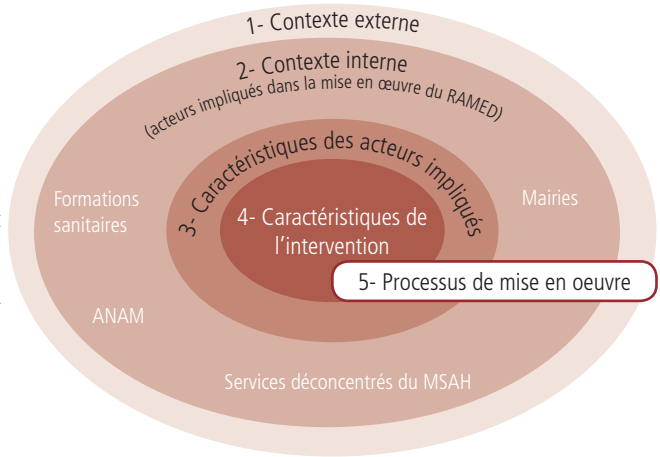 1- Contexte externe
2- Contexte interne
(acteurs impliqués dans la mise en œuvre du RAMED)
3- Caractéristiques des acteurs impliqués
Formations
sanitaires
Mairies
4- Caractéristiques de
l'intervention
5- Processus de mise en oeuvre
ANAM
Services déconcentrés du MSAH